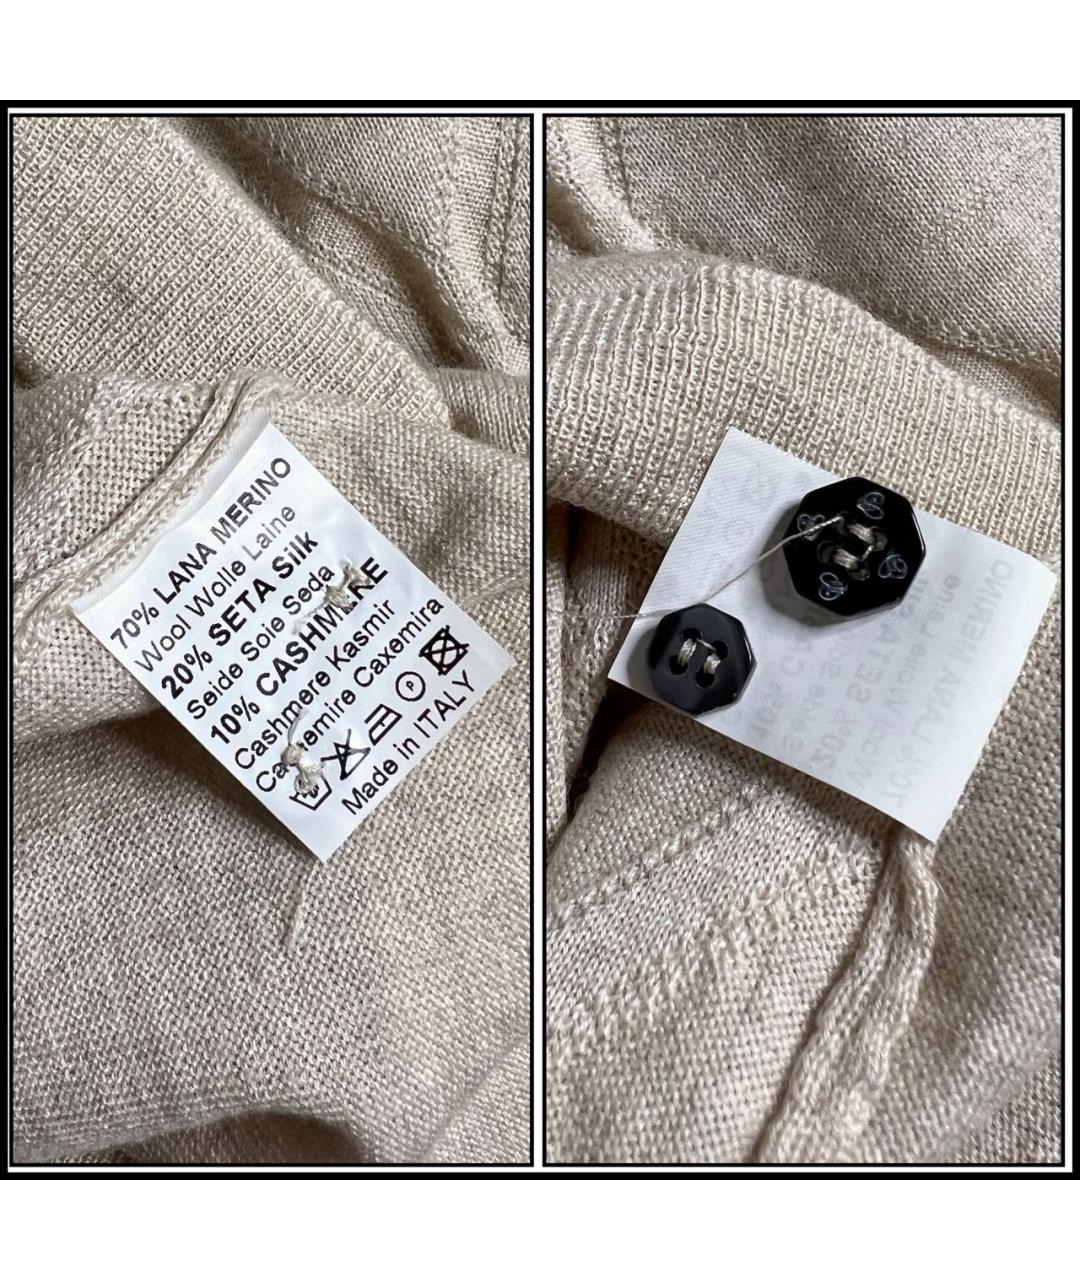 70% LANA MERINO
Wool Wolle Laine
20% SETA Silk
Seide Soie Seda
10% CASHMERE
Cashmere Kasmir
Caxemira
Made in ITALY